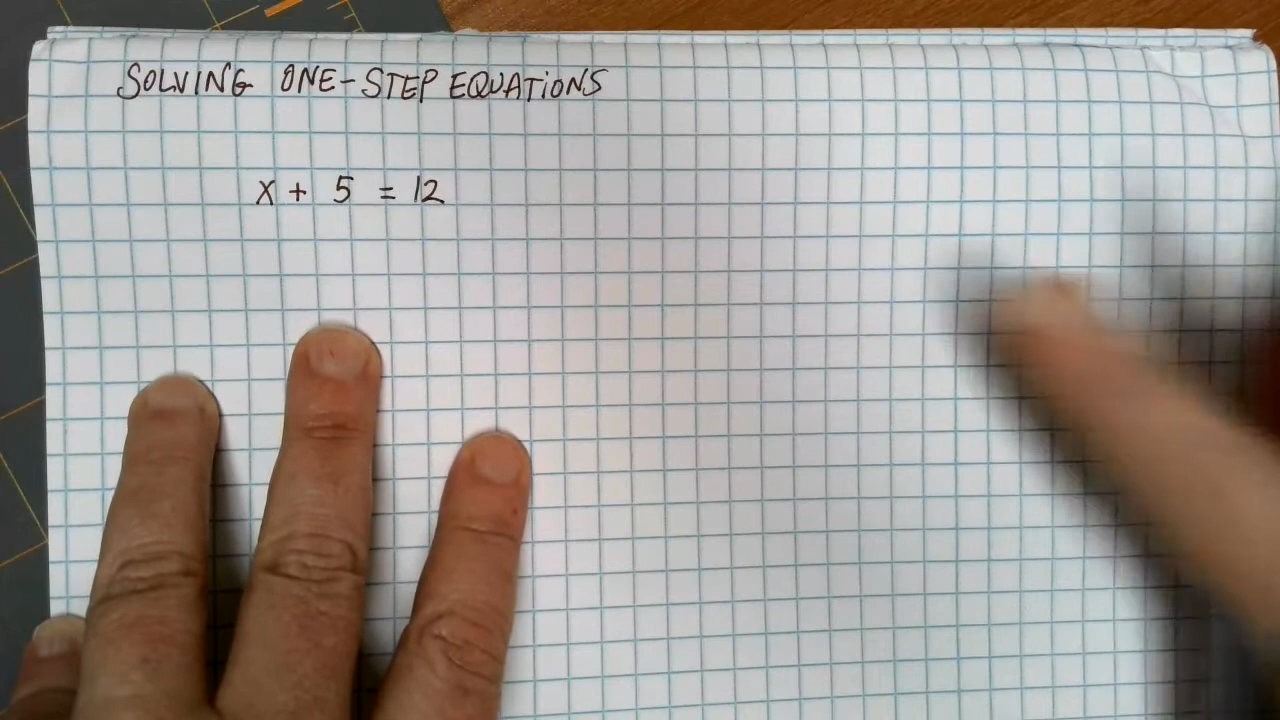 SOLVING ONE-STEP EQUATIONS
x + 5 = 12